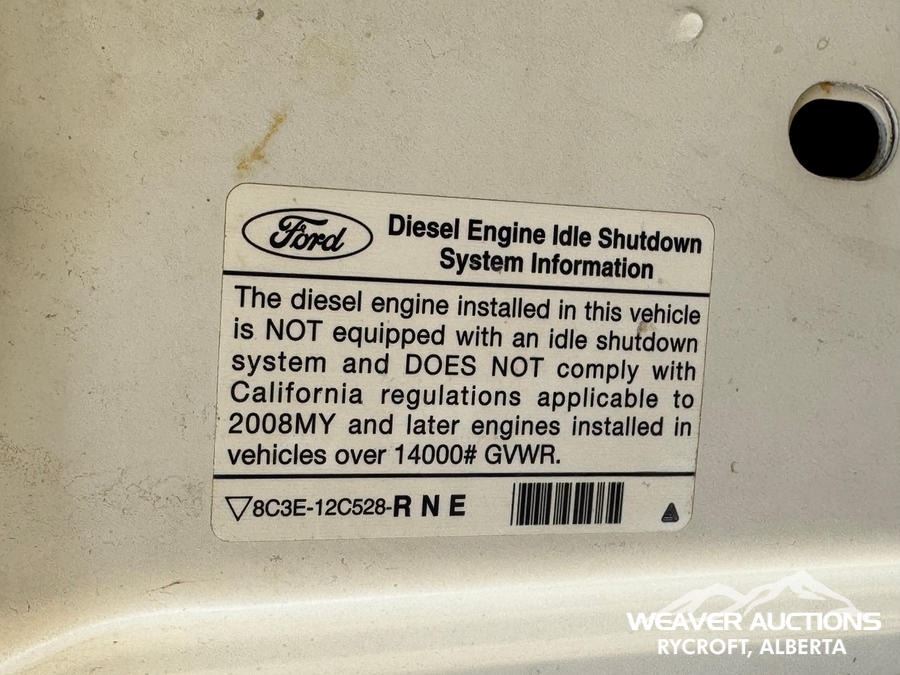 Ford
Diesel Engine Idle Shutdown
System Information
The diesel engine installed in this vehicle
is NOT equipped with an idle shutdown
system and DOES NOT comply with
California regulations applicable to
2008MY and later engines installed in
vehicles over 14000# GVWR.
▽8C3E-12C528-R N E
WEAVER AUCTIONS
RYCROFT, ALBERTA